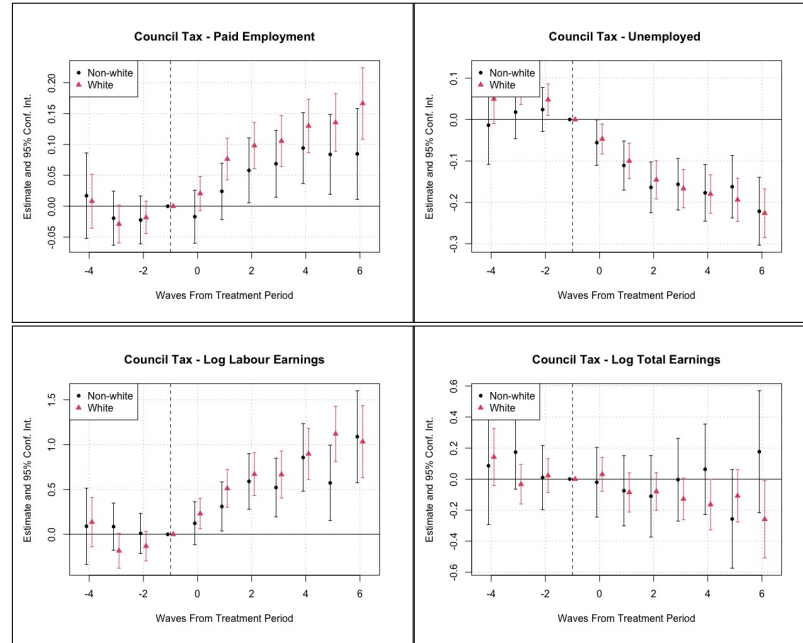 Council Tax - Paid Employment
Non-white
White
Estimate and 95% Conf. Int.
0.20
0.15
0.10
0.05
0.00
-0.05
-4 -2 0 2 4 6
Waves From Treatment Period
Council Tax - Unemployed
Non-white
White
Estimate and 95% Conf. Int.
0.1
0.0
-0.1
-0.2
-0.3
-4 -2 0 2 4 6
Waves From Treatment Period
Council Tax - Log Labour Earnings
Non-white
White
Estimate and 95% Conf. Int.
1.5
1.0
0.5
0.0
-4 -2 0 2 4 6
Waves From Treatment Period
Council Tax - Log Total Earnings
Non-white
White
Estimate and 95% Conf. Int.
0.6
0.4
0.2
0.0
-0.2
-0.4
-0.6
-4 -2 0 2 4 6
Waves From Treatment Period